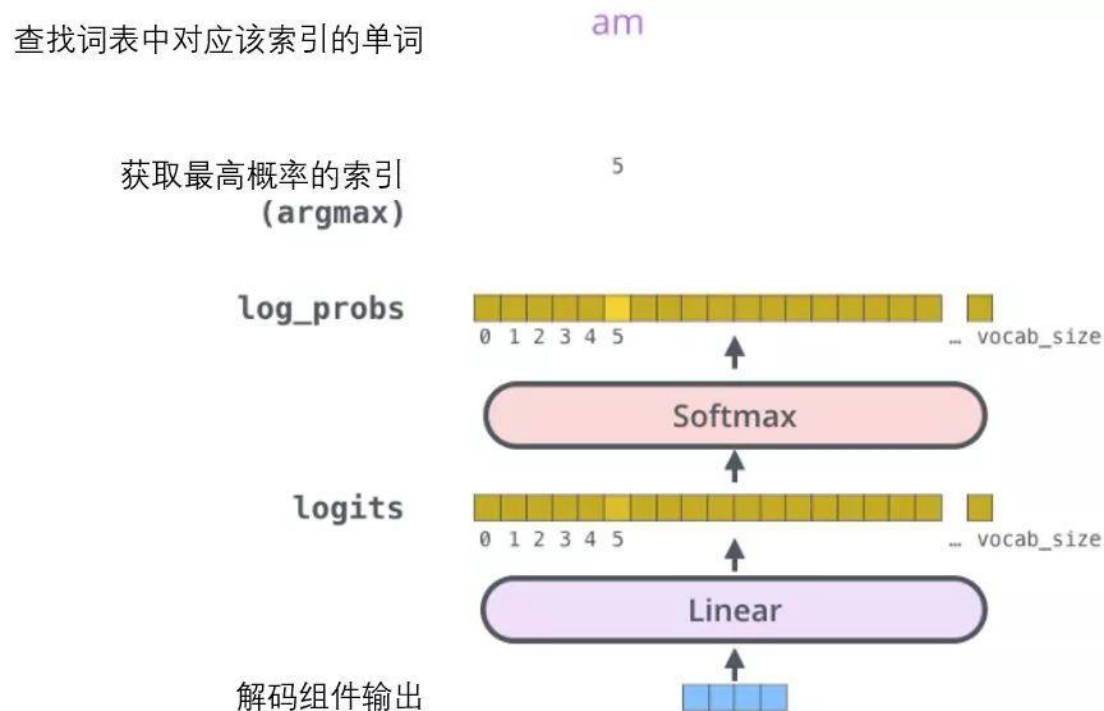 查找词表中对应该索引的单词
am
获取最高概率的索引
5
(argmax)
log_probs
0 1 2 3 4 5 … vocab_size
Softmax
logits
0 1 2 3 4 5 … vocab_size
Linear
解码组件输出